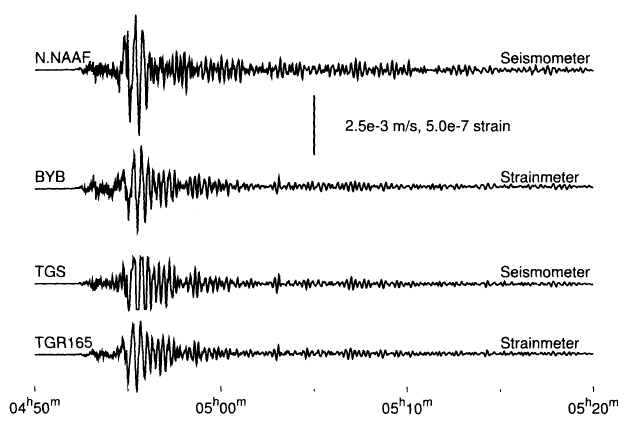 N.NAAF Seismometer
2.5e-3 m/s, 5.0e-7 strain
BYB Strainmeter
TGS Seismometer
TGR165 Strainmeter
04h50m 05h00m 05h10m 05h20m